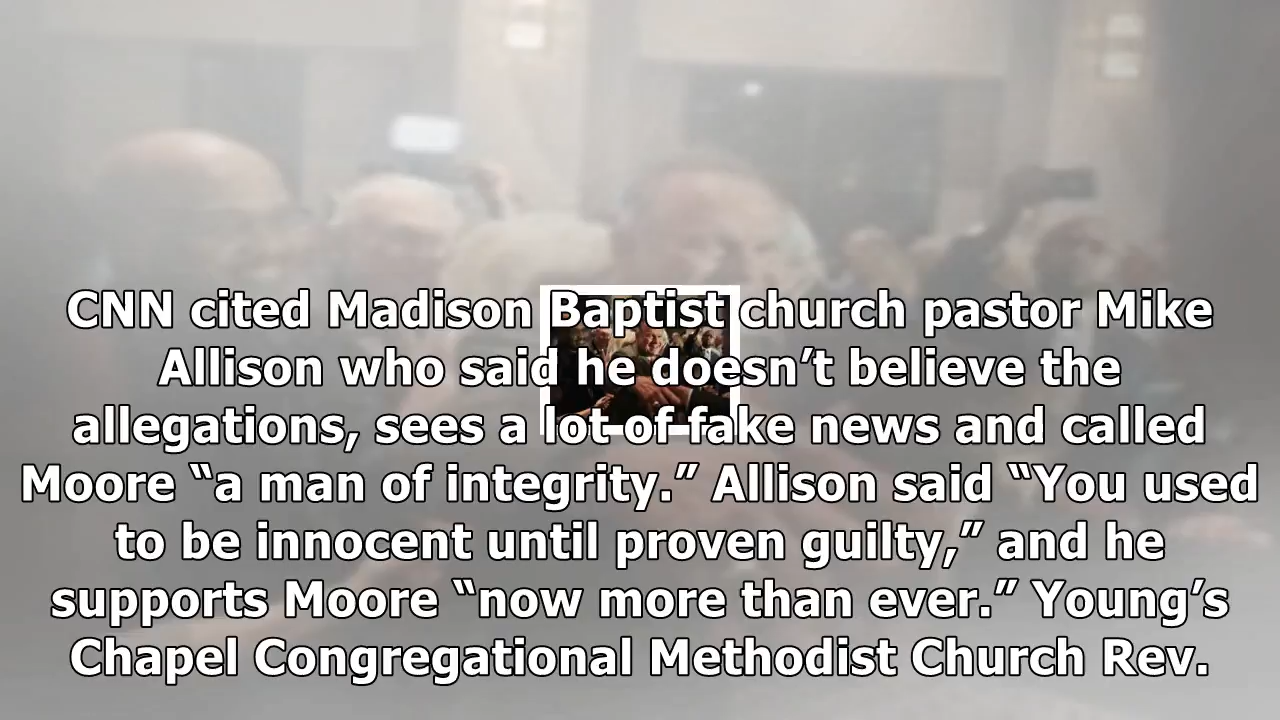 CNN cited Madison Baptist church pastor Mike
Allison who said he doesn’t believe the
allegations, sees a lot of fake news and called
Moore “a man of integrity.” Allison said “You used
to be innocent until proven guilty,” and he
supports Moore “now more than ever.” Young’s
Chapel Congregational Methodist Church Rev.